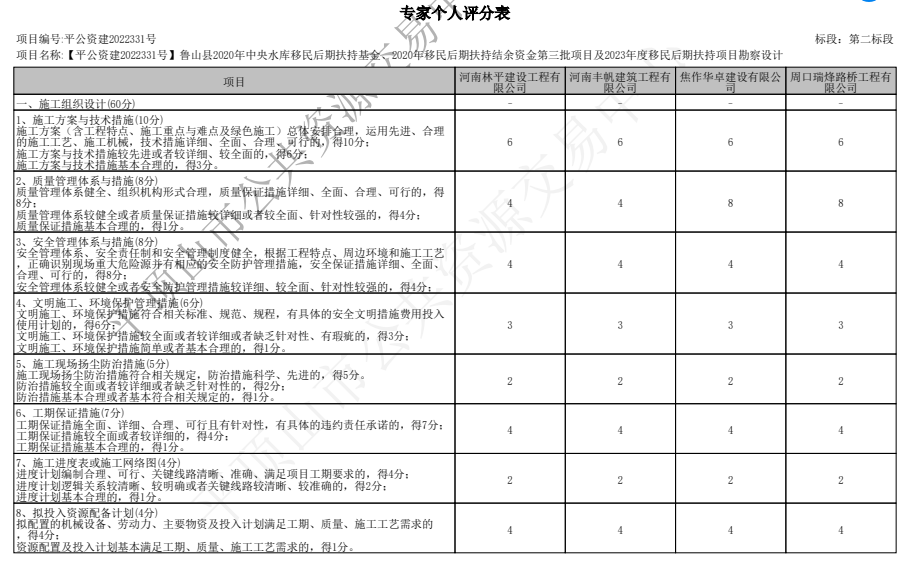 专家个人评分表
项目编号:平公资建2022331号 标段: 第二标段
项目名称:【平公资建2022331号】鲁山县2020年中央水库移民后期扶持基金、2020年移民后期扶持结余资金第三批项目及2023年度移民后期扶持项目勘察设计
项目 河南林平建设工程有限公司 河南丰帆建筑工程有限公司 焦作华卓建设有限公司 周口瑞烽路桥工程有限公司
一、施工组织设计(60分) - - - -
1、施工方案与技术措施(10分)
施工方案（含工程特点、施工重点与难点及绿色施工）总体安排合理，运用先进、合理
的施工工艺、施工机械，技术措施详细、全面、合理、可行的，得10分；
施工方案与技术措施较先进或者较详细、较全面的，得6分；
施工方案与技术措施基本合理的，得3分。
6 6 6 6
2、质量管理体系与措施(8分)
质量管理体系健全、组织机构形式合理，质量保证措施详细、全面、合理、可行的，得
8分；
质量管理体系较健全或者质量保证措施较详细或者较全面、针对性较强的，得4分；
质量保证措施基本合理的，得1分。
4 4 8 8
3、安全管理体系与措施(8分)
安全管理体系、安全责任制和安全管理制度健全，根据工程特点、周边环境和施工工艺
，正确识别现场重大危险源并有相应的安全防护管理措施，安全保证措施详细、全面、
合理、可行的，得8分；
安全管理体系较健全或者安全防护管理措施较详细、较全面、针对性较强的，得4分；
4 4 4 4
4、文明施工、环境保护管理措施(6分)
文明施工、环境保护措施符合相关标准、规范、规程，有具体的安全文明措施费用投入
使用计划的，得6分；
文明施工、环境保护措施较全面或者较详细或者缺乏针对性、有瑕疵的，得3分；
文明施工、环境保护措施简单或者基本合理的，得1分。
3 3 3 3
5、施工现场扬尘防治措施(5分)
施工现场扬尘防治措施符合相关规定，防治措施科学、先进的，得5分。
防治措施较全面或者较详细或者缺乏针对性的，得2分；
防治措施基本合理或者基本符合相关规定的，得1分。
2 2 2 2
6、工期保证措施(7分)
工期保证措施全面、详细、合理、可行且有针对性，有具体的违约责任承诺的，得7分；
工期保证措施较全面或者较详细的，得4分；
工期保证措施基本合理的，得1分。
4 4 4 4
7、施工进度表或施工网络图(4分)
进度计划编制合理、可行、关键线路清晰、准确、满足项目工期要求的，得4分；
进度计划逻辑关系较清晰、较明确或者关键线路较清晰、较准确的，得2分；
进度计划基本合理的，得1分。
2 2 2 2
8、拟投入资源配备计划(4分)
拟配置的机械设备、劳动力、主要物资及投入计划满足工期、质量、施工工艺需求的
，得4分；
资源配置及投入计划基本满足工期、质量、施工工艺需求的，得1分。
4 4 4 4
平顶山市公共资源交易中
平顶山市公共资源交易中